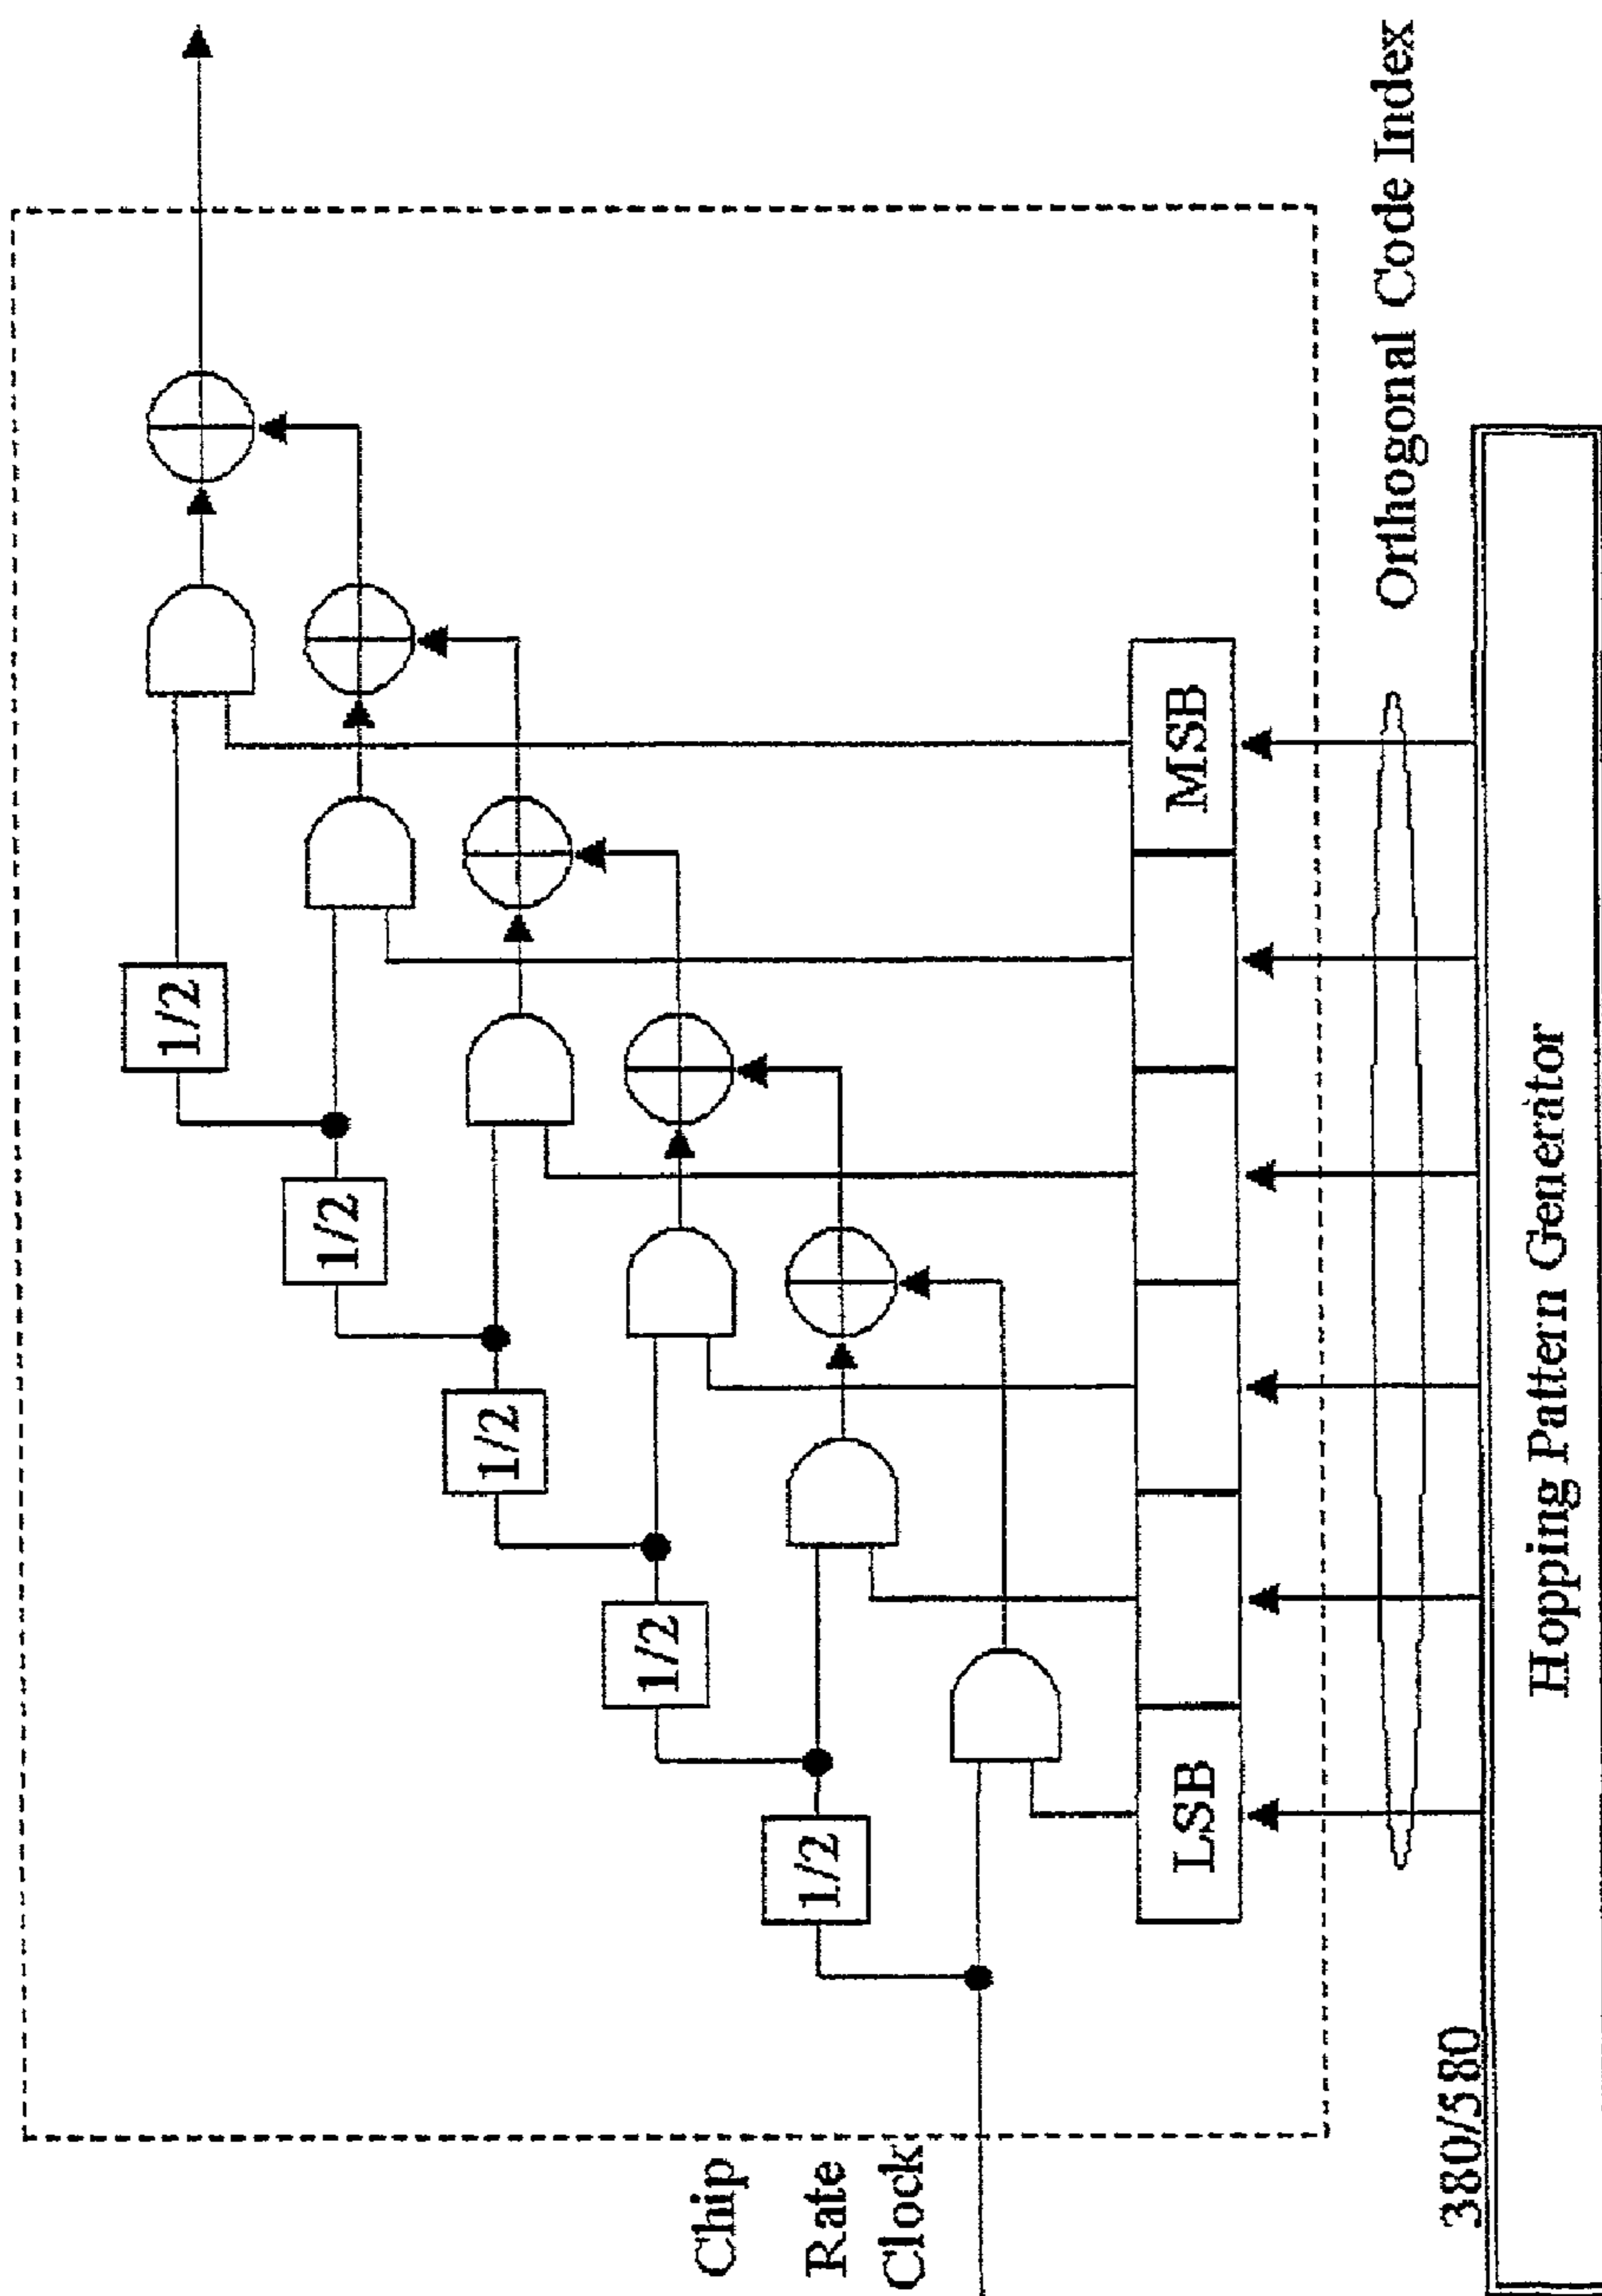 Chip
Rate
Clock
1/2
1/2
1/2
1/2
1/2
LSB
MSB
Orthogonal Code Index
380/580
Hopping Pattern Generator